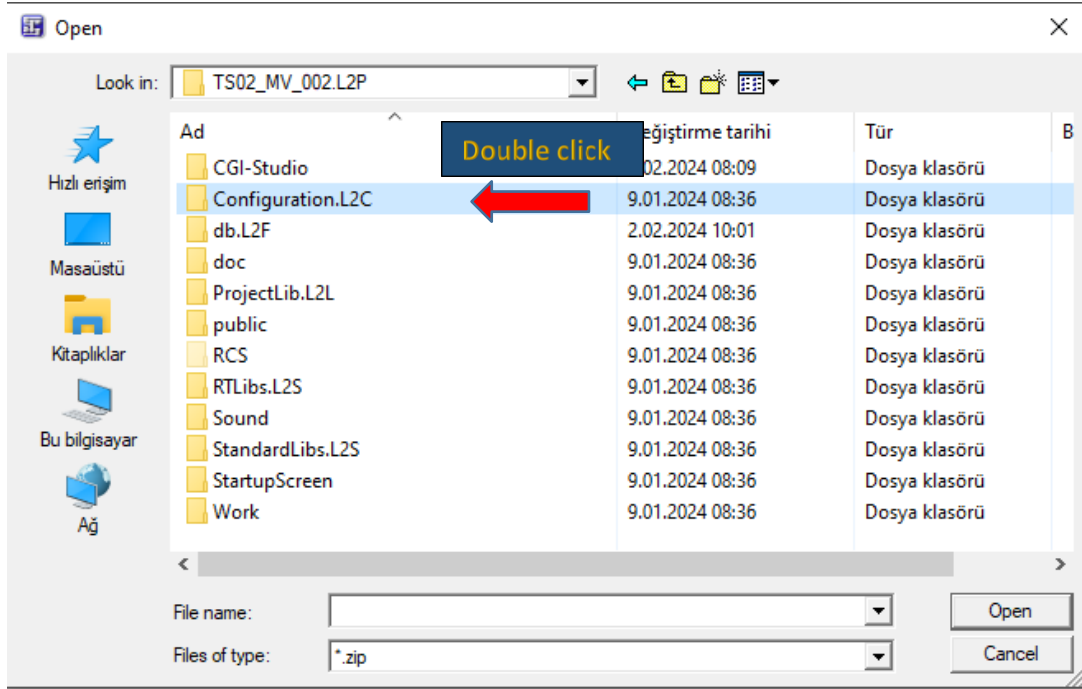 Open
Look in: TS02_MV_002.L2P
Ad eğiştirme tarihi Tür B
Double click
CGI-Studio .02.2024 08:09 Dosya klasörü
Configuration.L2C 9.01.2024 08:36 Dosya klasörü
db.L2F 2.02.2024 10:01 Dosya klasörü
doc 9.01.2024 08:36 Dosya klasörü
ProjectLib.L2L 9.01.2024 08:36 Dosya klasörü
public 9.01.2024 08:36 Dosya klasörü
RCS 9.01.2024 08:36 Dosya klasörü
RTLibs.L2S 9.01.2024 08:36 Dosya klasörü
Sound 9.01.2024 08:36 Dosya klasörü
StandardLibs.L2S 9.01.2024 08:36 Dosya klasörü
StartupScreen 9.01.2024 08:36 Dosya klasörü
Work 9.01.2024 08:36 Dosya klasörü
Hızlı erişim
Masaüstü
Kitaplıklar
Bu bilgisayar
Ağ
File name: Open
Files of type: *.zip Cancel